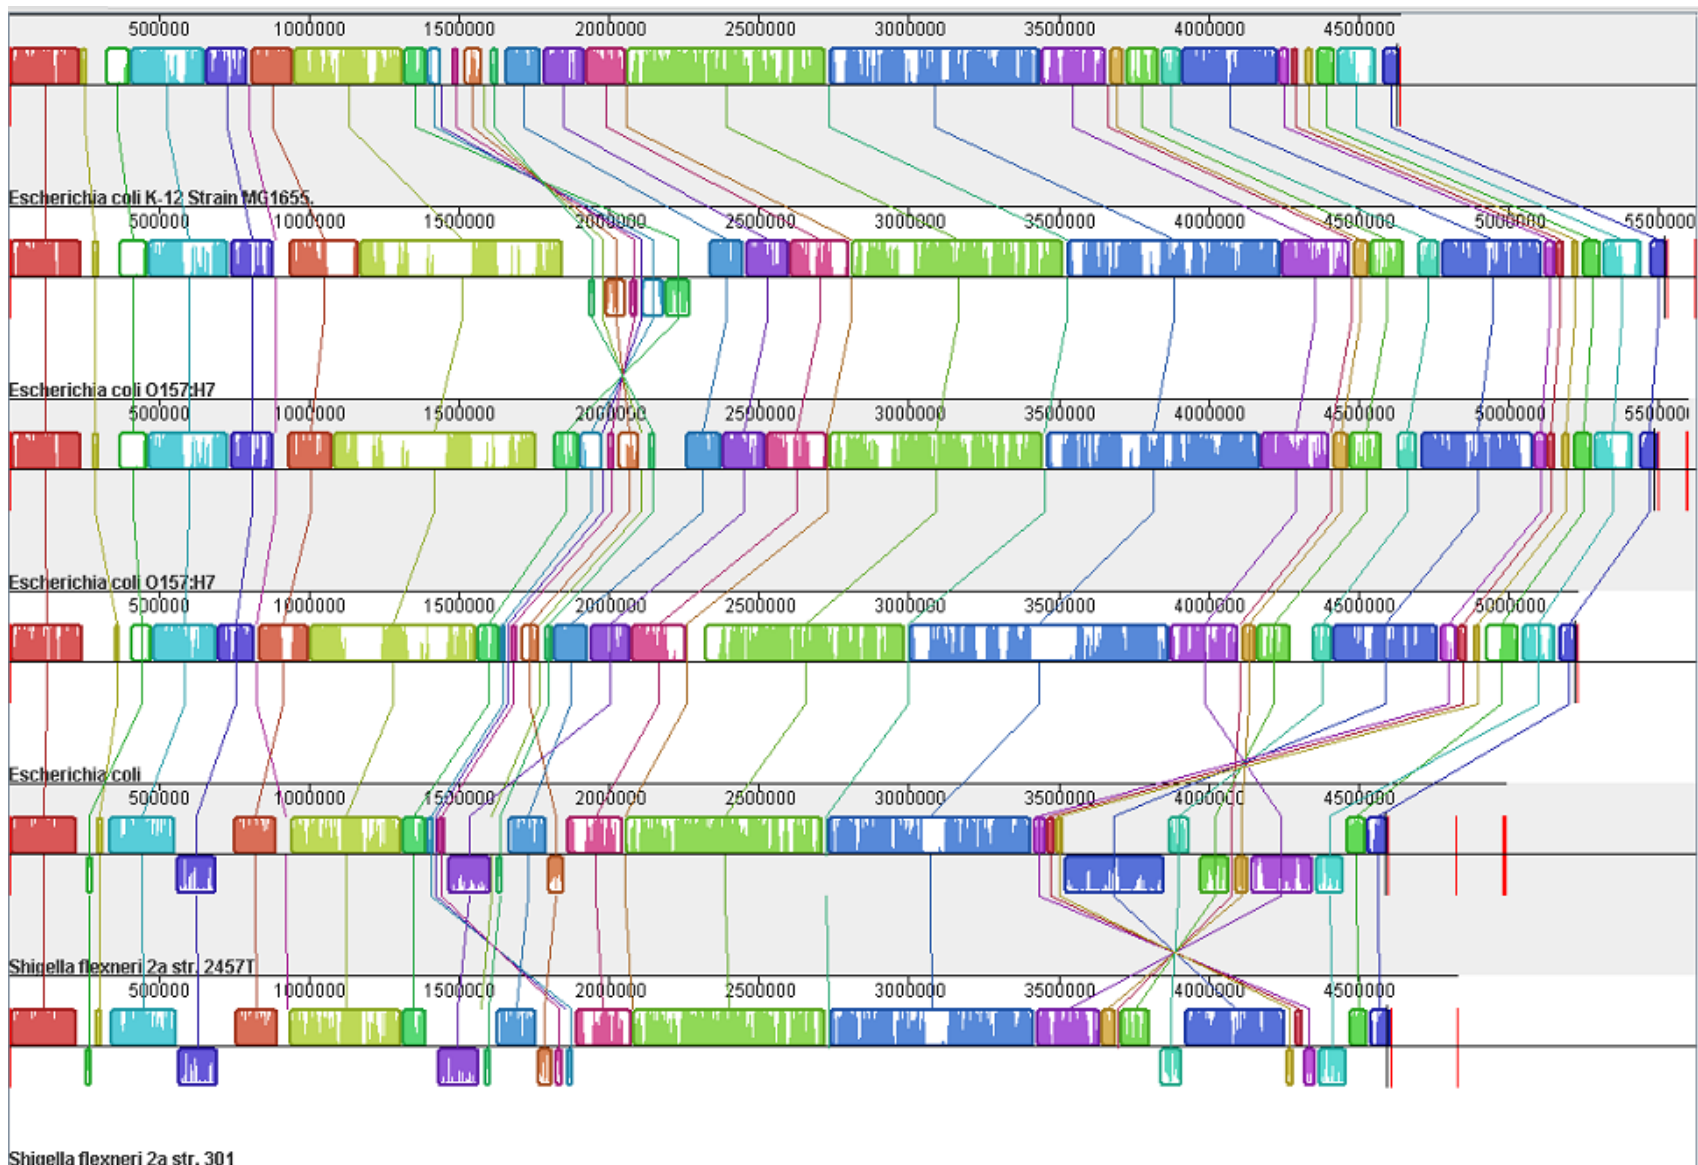 500000 1000000 1500000 2000000 2500000 3000000 3500000 4000000 4500000
Escherichia coli K-12 Strain MG1655.
500000 1000000 1500000 2000000 2500000 3000000 3500000 4000000 4500000 5000000 5500000
Escherichia coli O157:H7
500000 1000000 1500000 2000000 2500000 3000000 3500000 4000000 4500000 5000000 550000
Escherichia coli O157:H7
500000 1000000 1500000 2000000 2500000 3000000 3500000 4000000 4500000 5000000
Escherichia coli
500000 1000000 1500000 2000000 2500000 3000000 3500000 4000000 4500000
Shigella flexneri 2a str. 2457T
500000 1000000 1500000 2000000 2500000 3000000 3500000 4000000 4500000
Shigella flexneri 2a str. 301